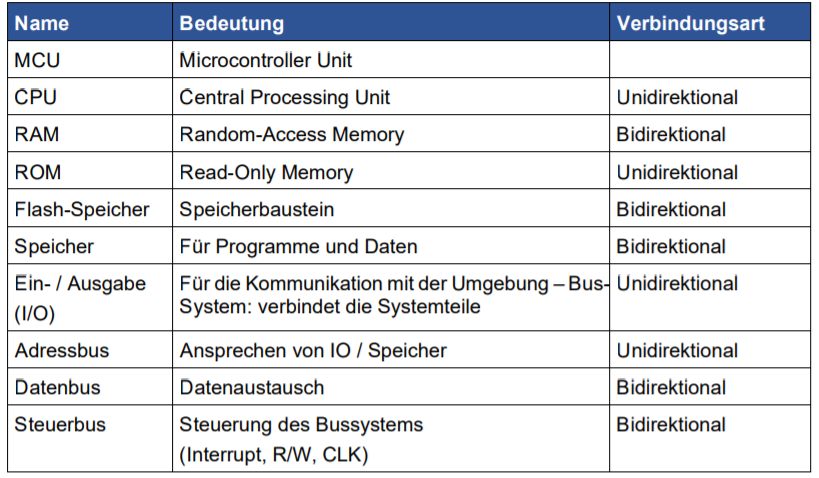 Name Bedeutung Verbindungsart
MCU Microcontroller Unit
CPU Central Processing Unit Unidirektional
RAM Random-Access Memory Bidirektional
ROM Read-Only Memory Unidirektional
Flash-Speicher Speicherbaustein Bidirektional
Speicher Für Programme und Daten Bidirektional
Ein- / Ausgabe Für die Kommunikation mit der Umgebung – Bus- Unidirektional
(I/O) System: verbindet die Systemteile
Adressbus Ansprechen von IO / Speicher Unidirektional
Datenbus Datenaustausch Bidirektional
Steuerbus Steuerung des Bussystems Bidirektional
(Interrupt, R/W, CLK)